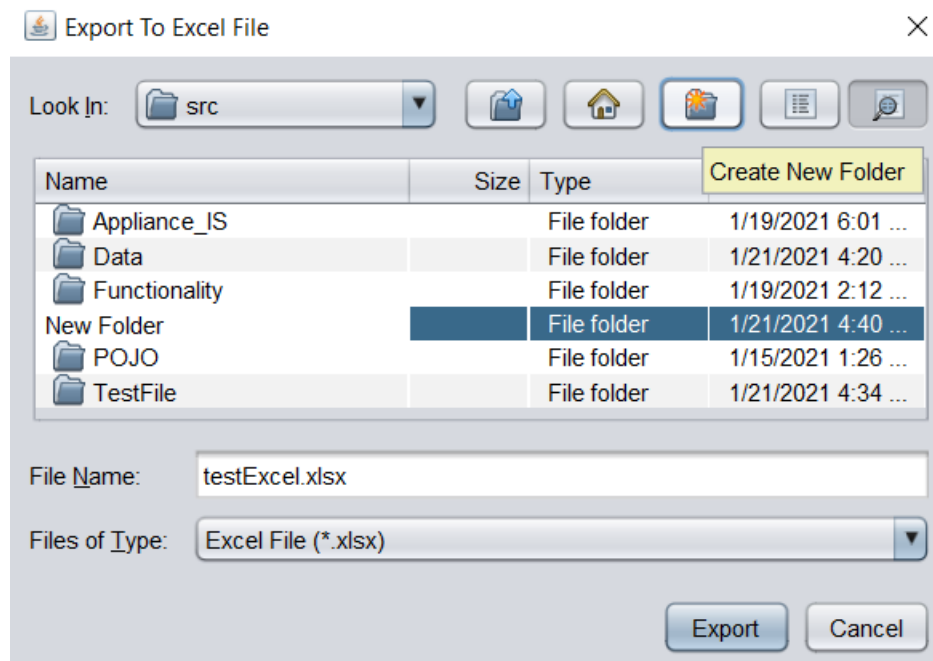 Export To Excel File
Look In: src
Create New Folder
Name Size Type
Appliance_IS File folder 1/19/2021 6:01 ...
Data File folder 1/21/2021 4:20 ...
Functionality File folder 1/19/2021 2:12 ...
New Folder File folder 1/21/2021 4:40 ...
POJO File folder 1/15/2021 1:26 ...
TestFile File folder 1/21/2021 4:34 ...
File Name: testExcel.xlsx
Files of Type: Excel File (*.xlsx)
Export Cancel